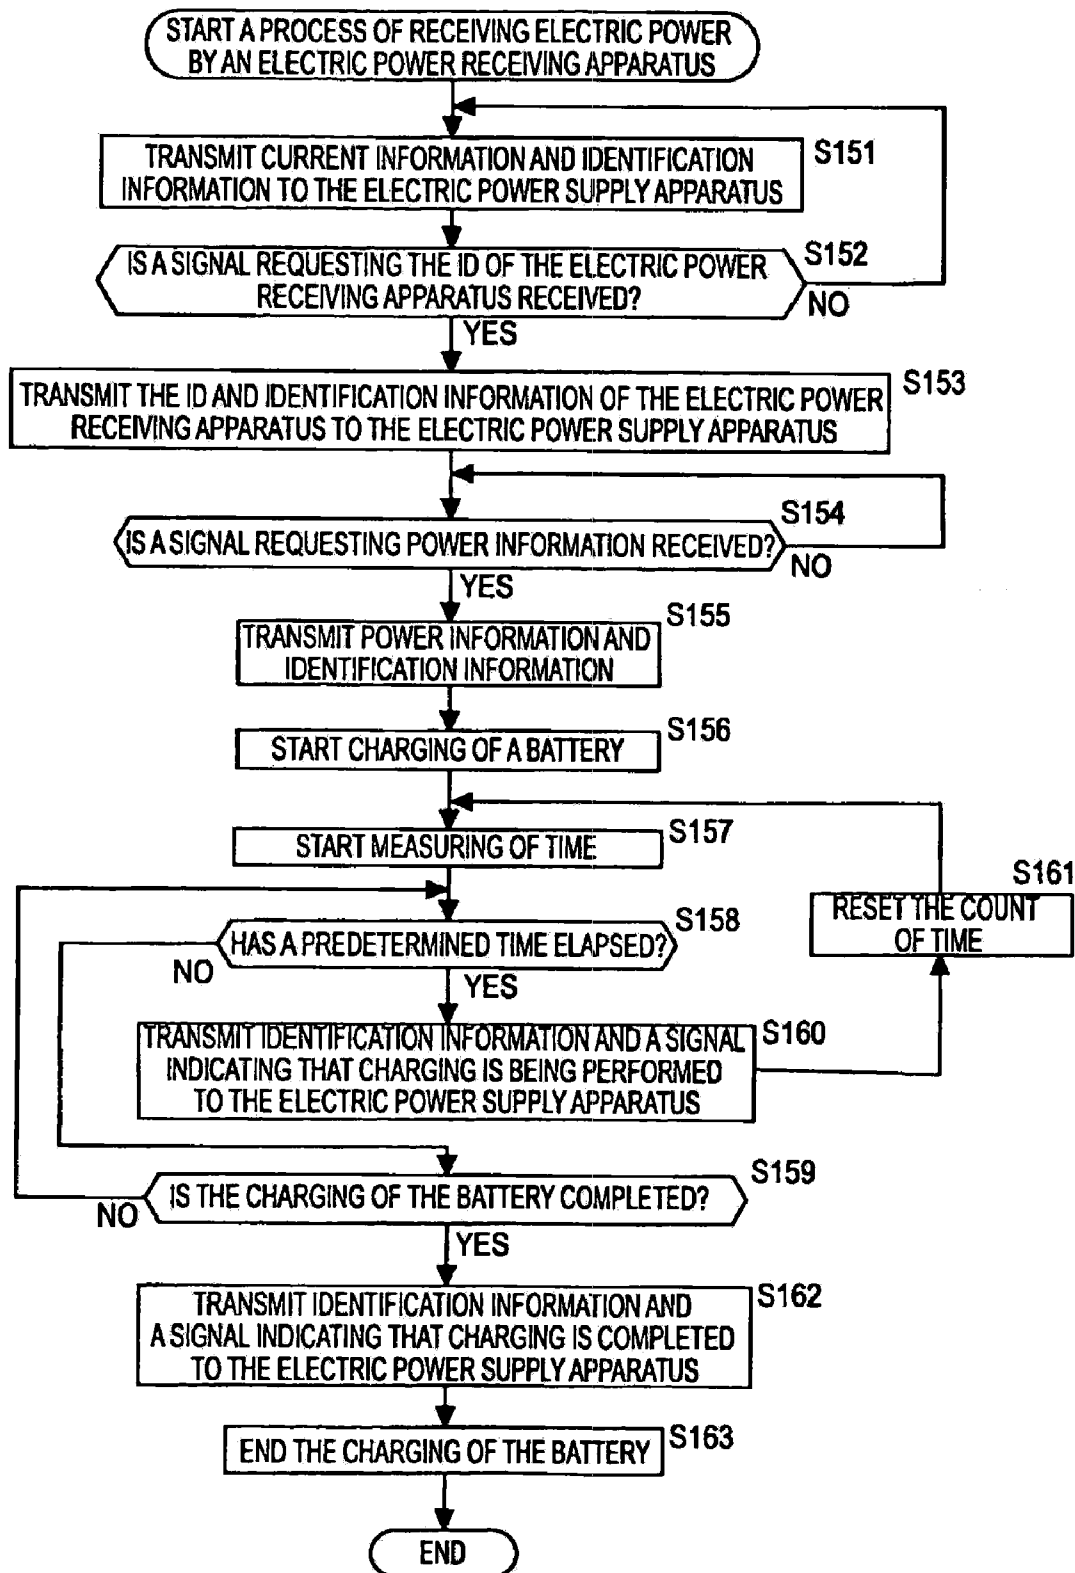 START A PROCESS OF RECEIVING ELECTRIC POWER
BY AN ELECTRIC POWER RECEIVING APPARATUS
S151
TRANSMIT CURRENT INFORMATION AND IDENTIFICATION
INFORMATION TO THE ELECTRIC POWER SUPPLY APPARATUS
S152
IS A SIGNAL REQUESTING THE ID OF THE ELECTRIC POWER
RECEIVING APPARATUS RECEIVED?
NO
YES
S153
TRANSMIT THE ID AND IDENTIFICATION INFORMATION OF THE ELECTRIC POWER
RECEIVING APPARATUS TO THE ELECTRIC POWER SUPPLY APPARATUS
S154
IS A SIGNAL REQUESTING POWER INFORMATION RECEIVED?
NO
YES
S155
TRANSMIT POWER INFORMATION AND
IDENTIFICATION INFORMATION
S156
START CHARGING OF A BATTERY
S157
START MEASURING OF TIME
S161
RESET THE COUNT
OF TIME
S158
HAS A PREDETERMINED TIME ELAPSED?
NO
YES
S160
TRANSMIT IDENTIFICATION INFORMATION AND A SIGNAL
INDICATING THAT CHARGING IS BEING PERFORMED
TO THE ELECTRIC POWER SUPPLY APPARATUS
S159
IS THE CHARGING OF THE BATTERY COMPLETED?
NO
YES
S162
TRANSMIT IDENTIFICATION INFORMATION AND
A SIGNAL INDICATING THAT CHARGING IS COMPLETED
TO THE ELECTRIC POWER SUPPLY APPARATUS
S163
END THE CHARGING OF THE BATTERY
END